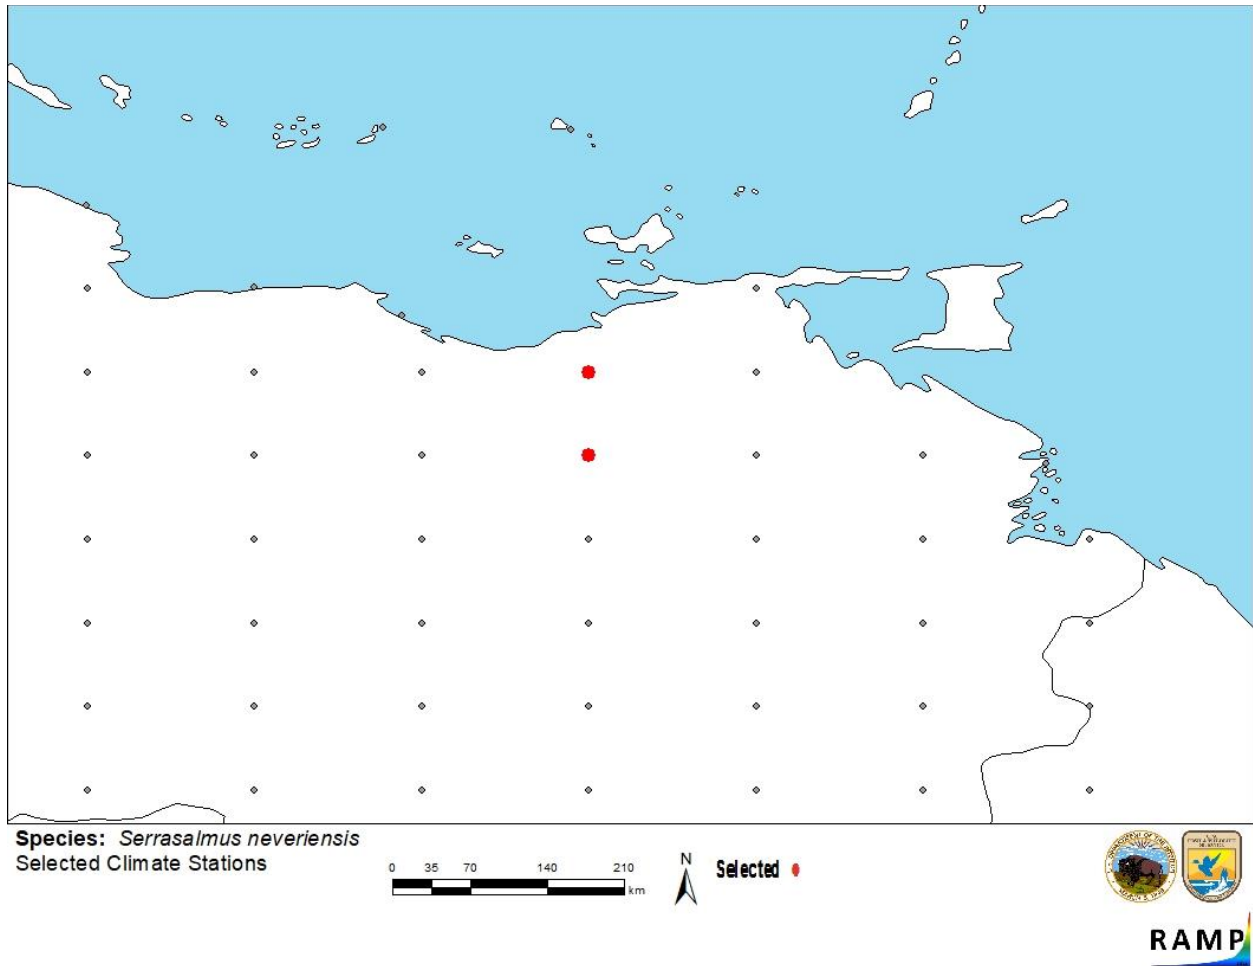 Species: Serrasalmus neveriensis
Selected Climate Stations
0 35 70 140 210
km
N
Selected
RAMP